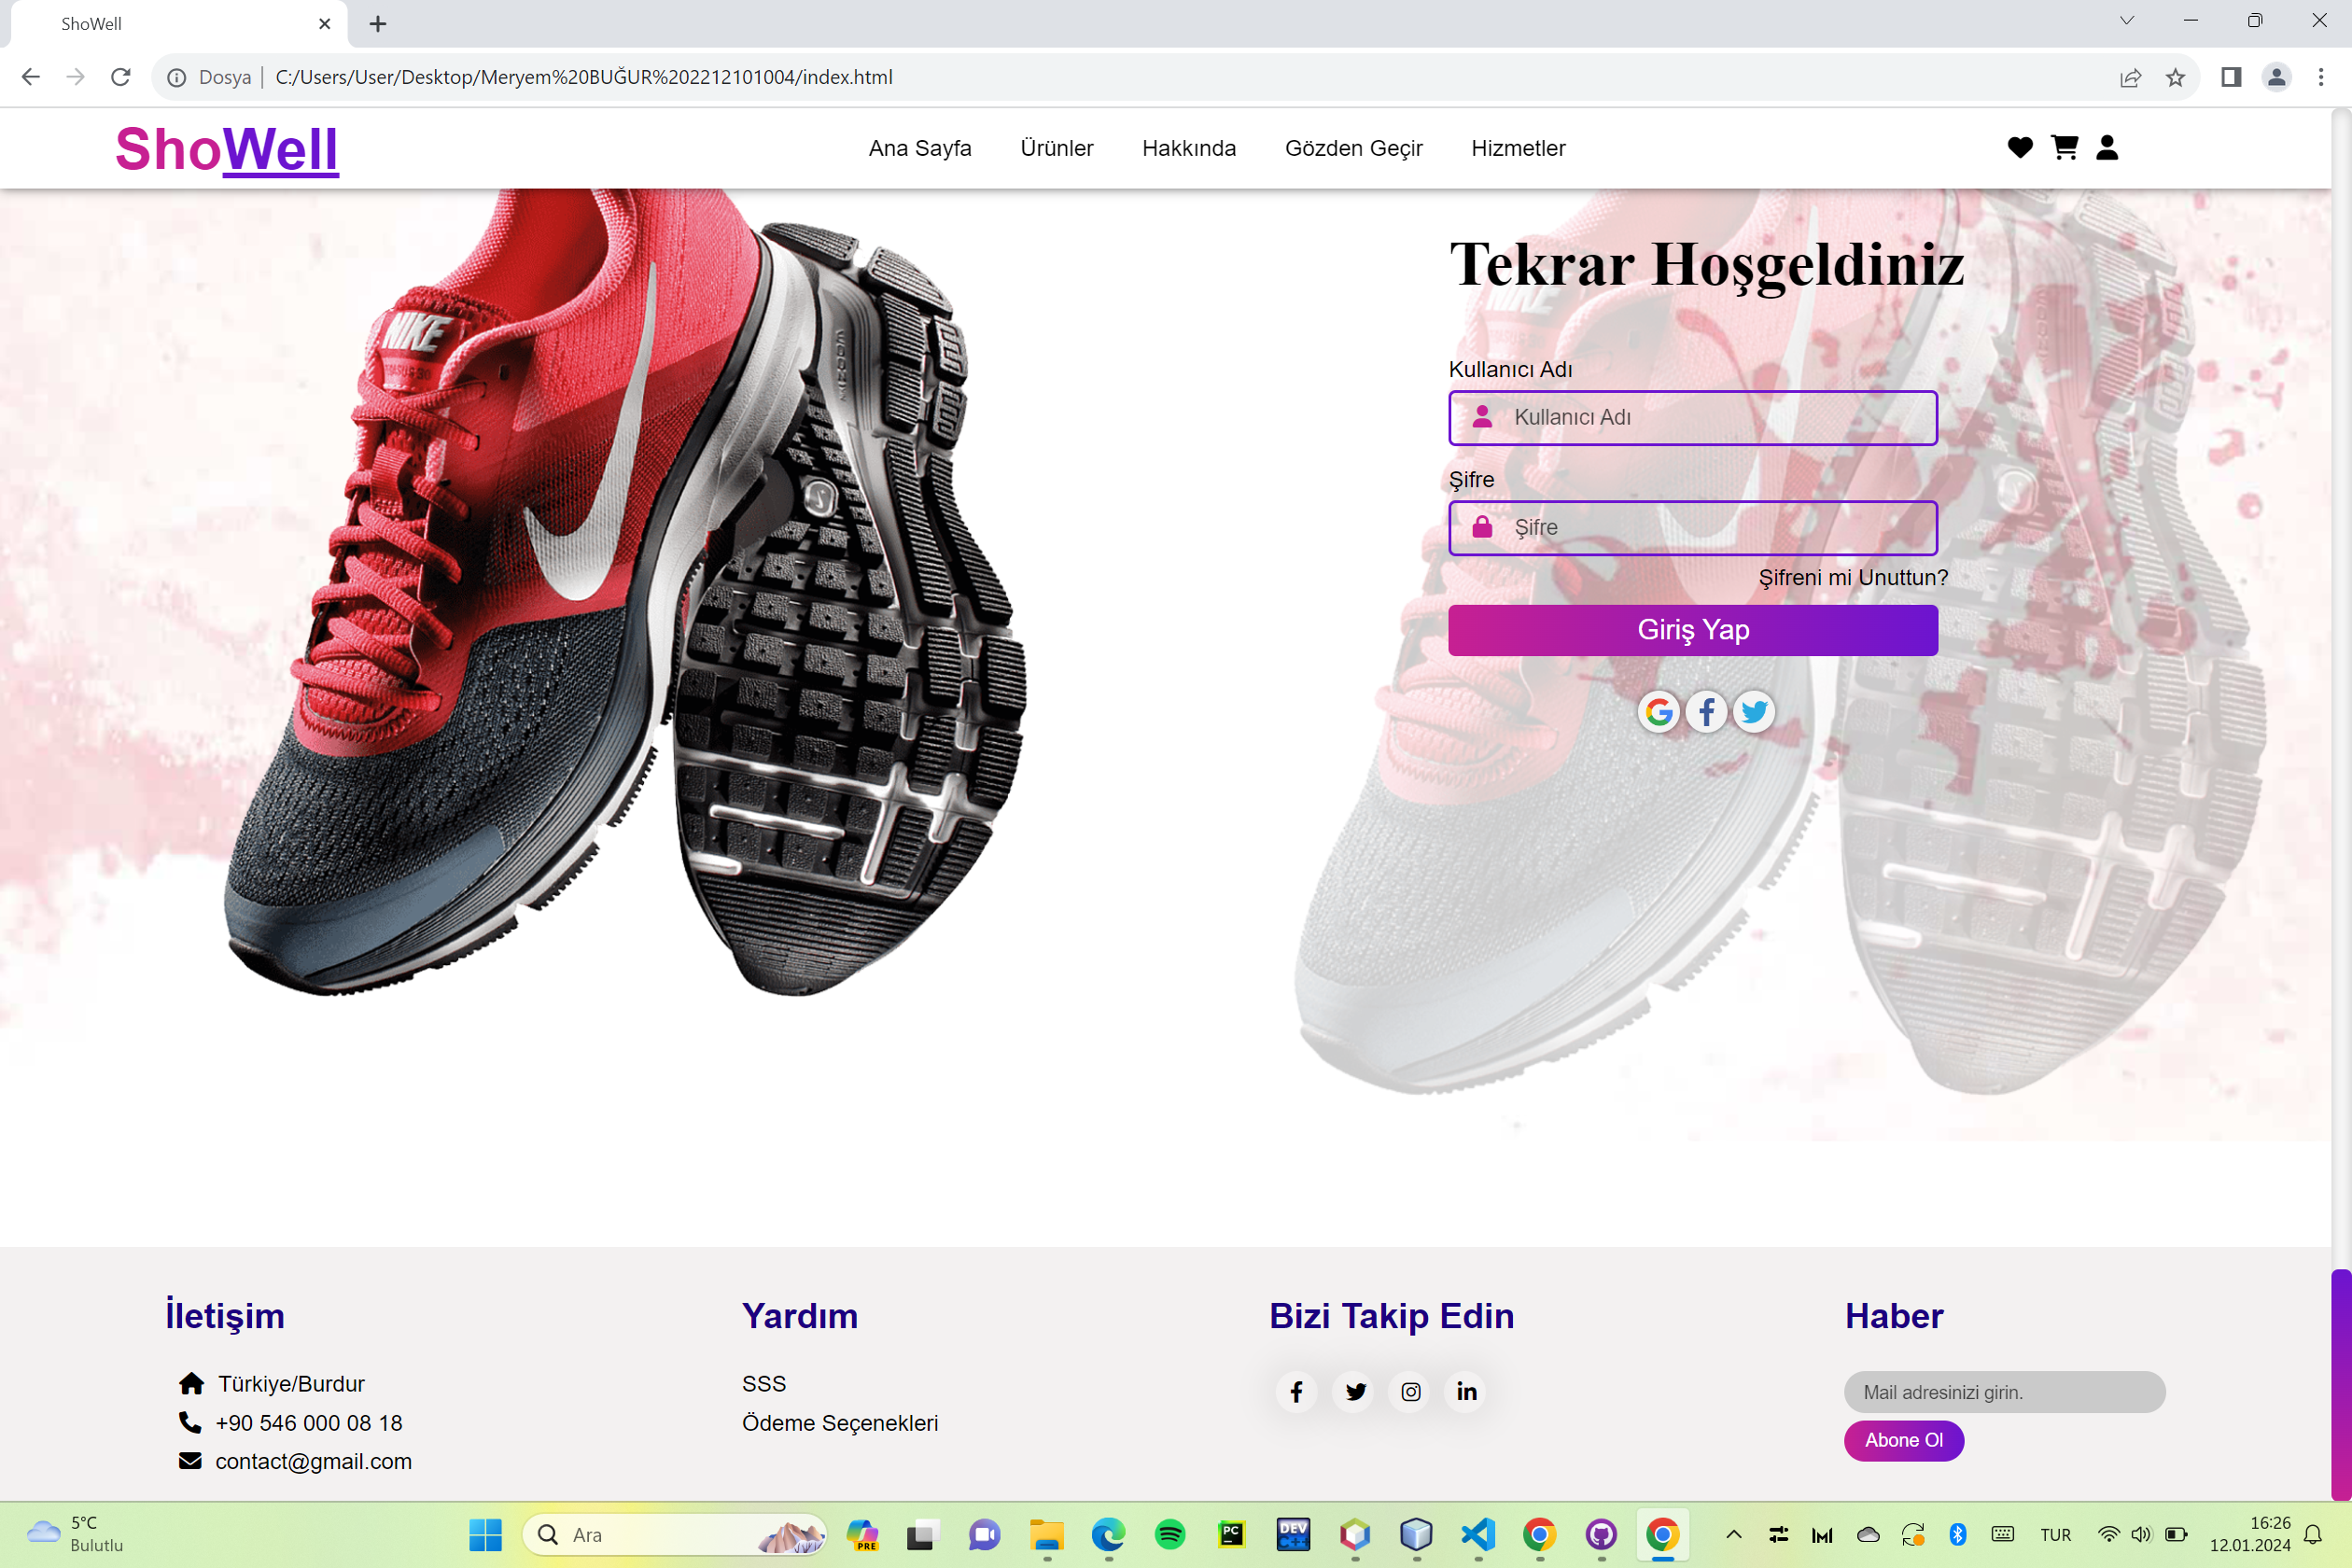 ShoWell
Dosya
C:/Users/User/Desktop/Meryem%20BUĞUR%202212101004/index.html
ShoWell
Ana Sayfa
Ürünler
Hakkında
Gözden Geçir
Hizmetler
NIKE
Tekrar Hoşgeldiniz
Kullanıcı Adı
Kullanıcı Adı
Şifre
Şifre
Şifreni mi Unuttun?
Giriş Yap
İletişim
Türkiye/Burdur
+90 546 000 08 18
contact@gmail.com
Yardım
SSS
Ödeme Seçenekleri
Bizi Takip Edin
Haber
Mail adresinizi girin.
Abone Ol
5°C
Bulutlu
Ara
PRE
PC
DEV
C++
TUR
16:26
12.01.2024